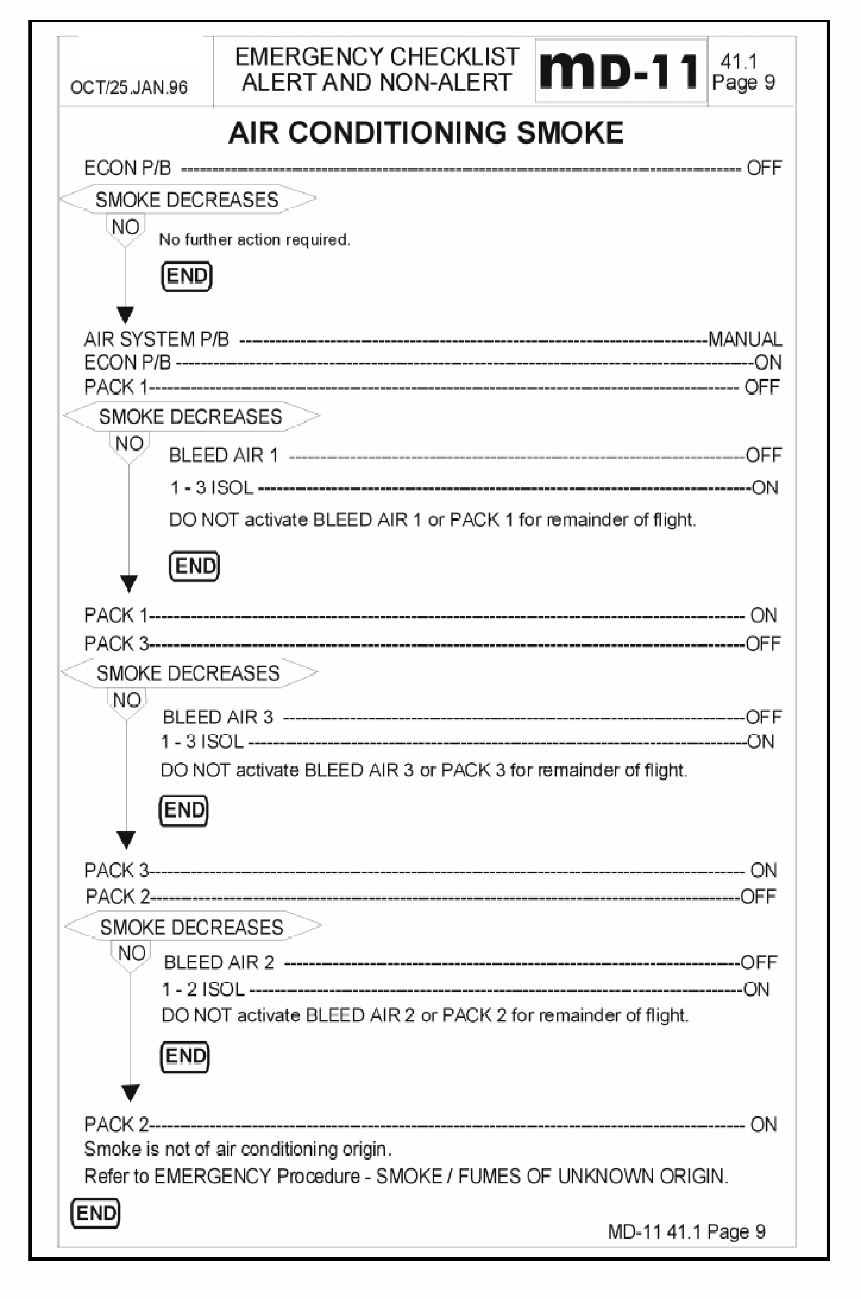 EMERGENCY CHECKLIST
ALERT AND NON-ALERT
OCT/25.JAN.96
MD-11
41.1
Page 9
AIR CONDITIONING SMOKE
ECON P/B ---------- OFF
SMOKE DECREASES
NO
No further action required.
END
AIR SYSTEM P/B ----------MANUAL
ECON P/B ----------ON
PACK 1---------- OFF
SMOKE DECREASES
NO
BLEED AIR 1 ----------OFF
1 - 3 ISOL ----------ON
DO NOT activate BLEED AIR 1 or PACK 1 for remainder of flight.
END
PACK 1---------- ON
PACK 3----------OFF
SMOKE DECREASES
NO
BLEED AIR 3 ----------OFF
1 - 3 ISOL ----------ON
DO NOT activate BLEED AIR 3 or PACK 3 for remainder of flight.
END
PACK 3---------- ON
PACK 2----------OFF
SMOKE DECREASES
NO
BLEED AIR 2 ----------OFF
1 - 2 ISOL ----------ON
DO NOT activate BLEED AIR 2 or PACK 2 for remainder of flight.
END
PACK 2---------- ON
Smoke is not of air conditioning origin.
Refer to EMERGENCY Procedure - SMOKE / FUMES OF UNKNOWN ORIGIN.
END
MD-11 41.1 Page 9